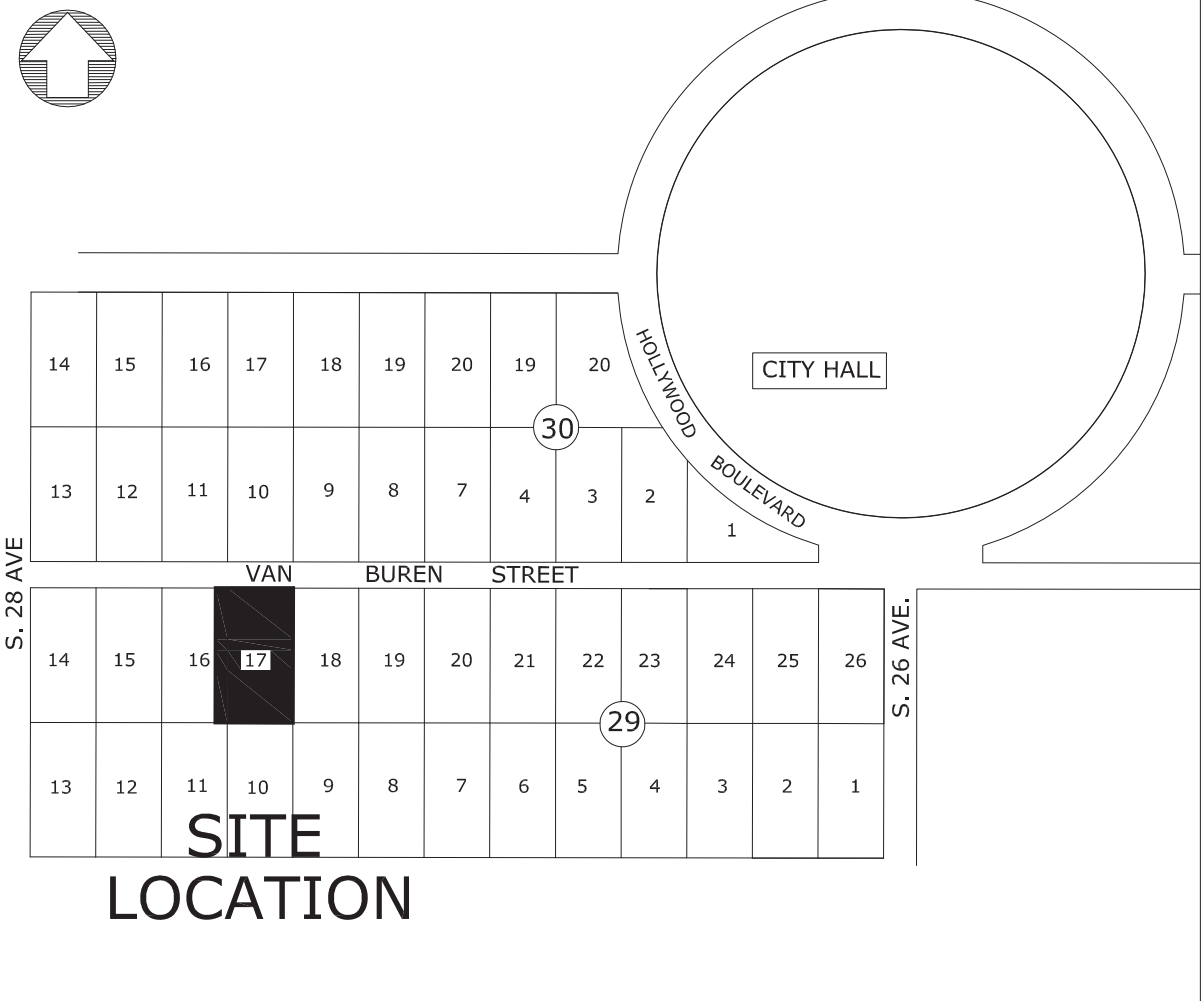 CITY HALL
HOLLYWOOD BOULEVARD
14 15 16 17 18 19 20 19 20
30
13 12 11 10 9 8 7 4 3 2 1
VAN BUREN STREET
S. 28 AVE
S. 26 AVE.
14 15 16 17 18 19 20 21 22 23 24 25 26
29
13 12 11 10 9 8 7 6 5 4 3 2 1
SITE
LOCATION